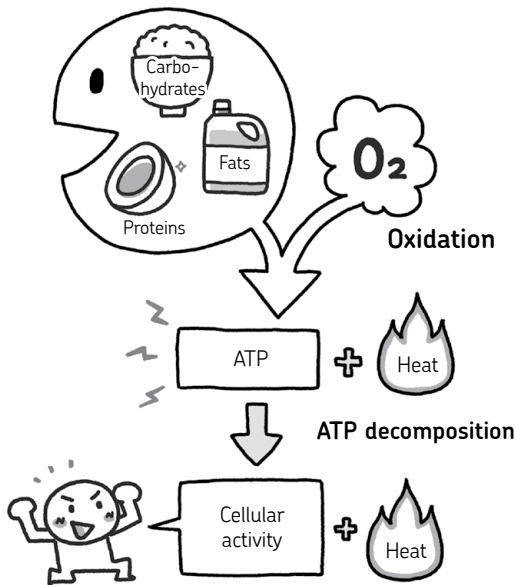 Carbo-
hydrates
Fats
Proteins
O₂
Oxidation
ATP + Heat
ATP decomposition
Cellular
activity + Heat